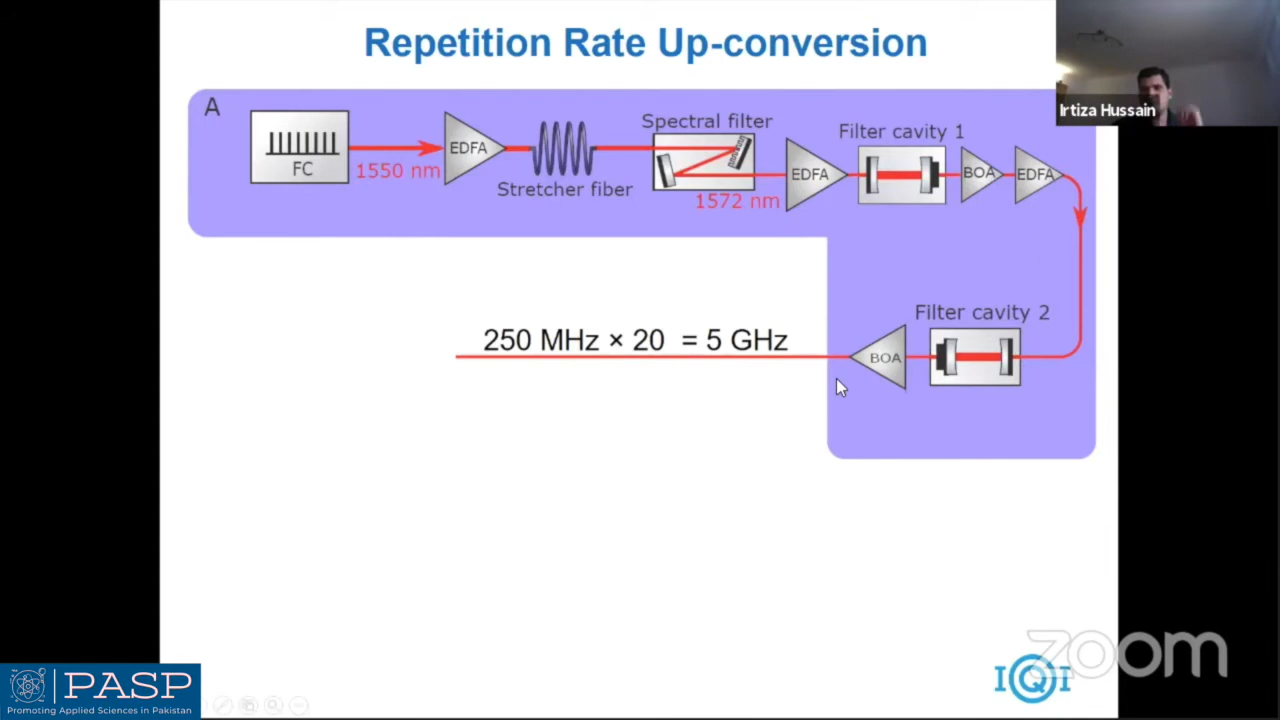 Repetition Rate Up-conversion
Irtiza Hussain
A
FC
1550 nm
EDFA
Stretcher fiber
Spectral filter
1572 nm
EDFA
Filter cavity 1
BOA
EDFA
Filter cavity 2
BOA
250 MHz × 20 = 5 GHz
zoom
IQI
PASP
Promoting Applied Sciences in Pakistan